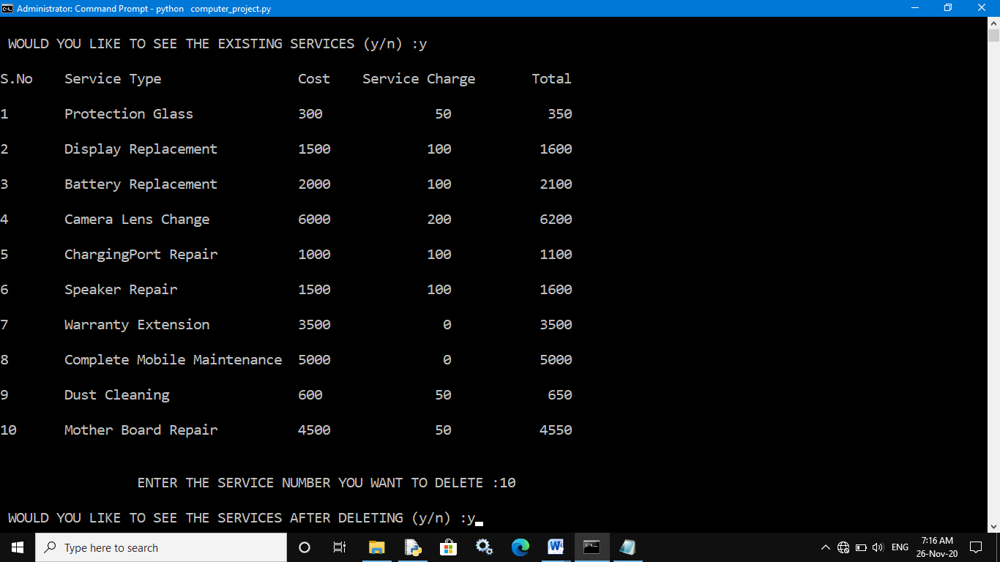 Administrator: Command Prompt - python computer_project.py
WOULD YOU LIKE TO SEE THE EXISTING SERVICES (y/n) :y
S.No Service Type Cost Service Charge Total
1 Protection Glass 300 50 350
2 Display Replacement 1500 100 1600
3 Battery Replacement 2000 100 2100
4 Camera Lens Change 6000 200 6200
5 ChargingPort Repair 1000 100 1100
6 Speaker Repair 1500 100 1600
7 Warranty Extension 3500 0 3500
8 Complete Mobile Maintenance 5000 0 5000
9 Dust Cleaning 600 50 650
10 Mother Board Repair 4500 50 4550
ENTER THE SERVICE NUMBER YOU WANT TO DELETE :10
WOULD YOU LIKE TO SEE THE SERVICES AFTER DELETING (y/n) :y
Type here to search
ENG
7:16 AM
26-Nov-20